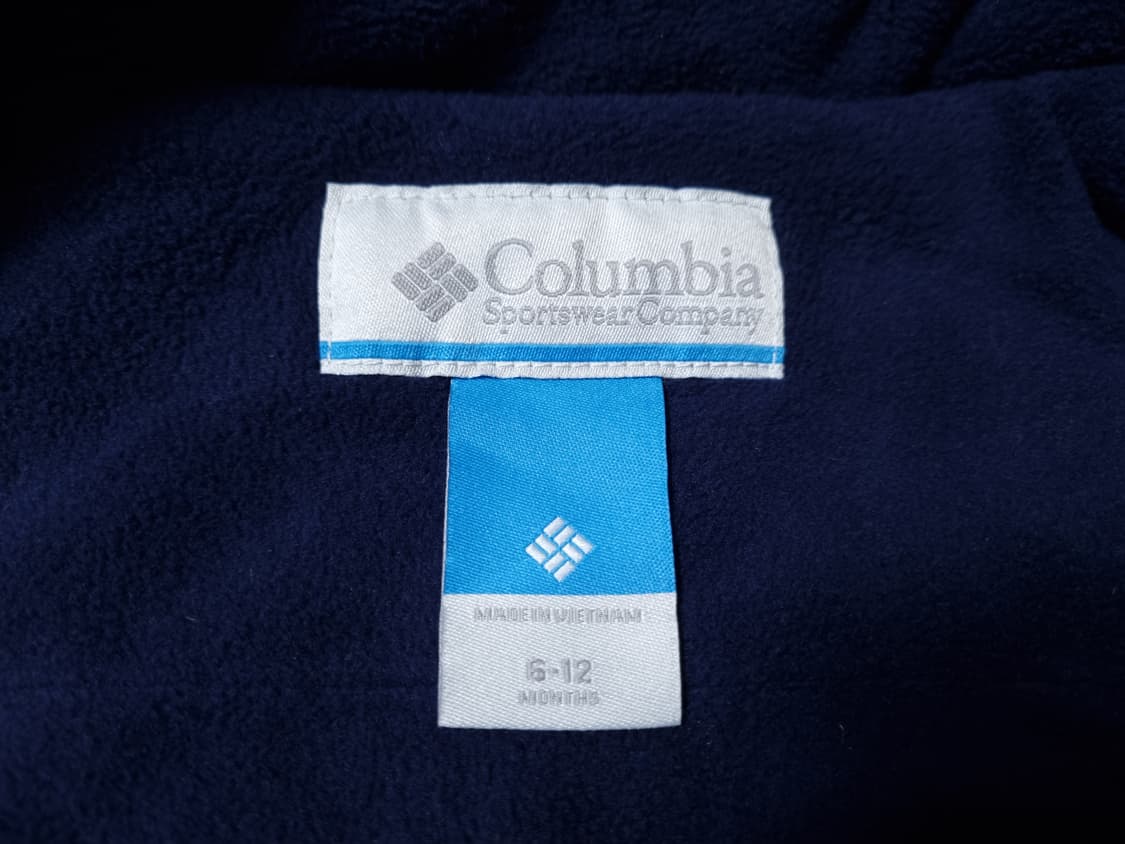 Columbia
Sportswear Company
MADE IN VIETNAM
6-12
MONTHS